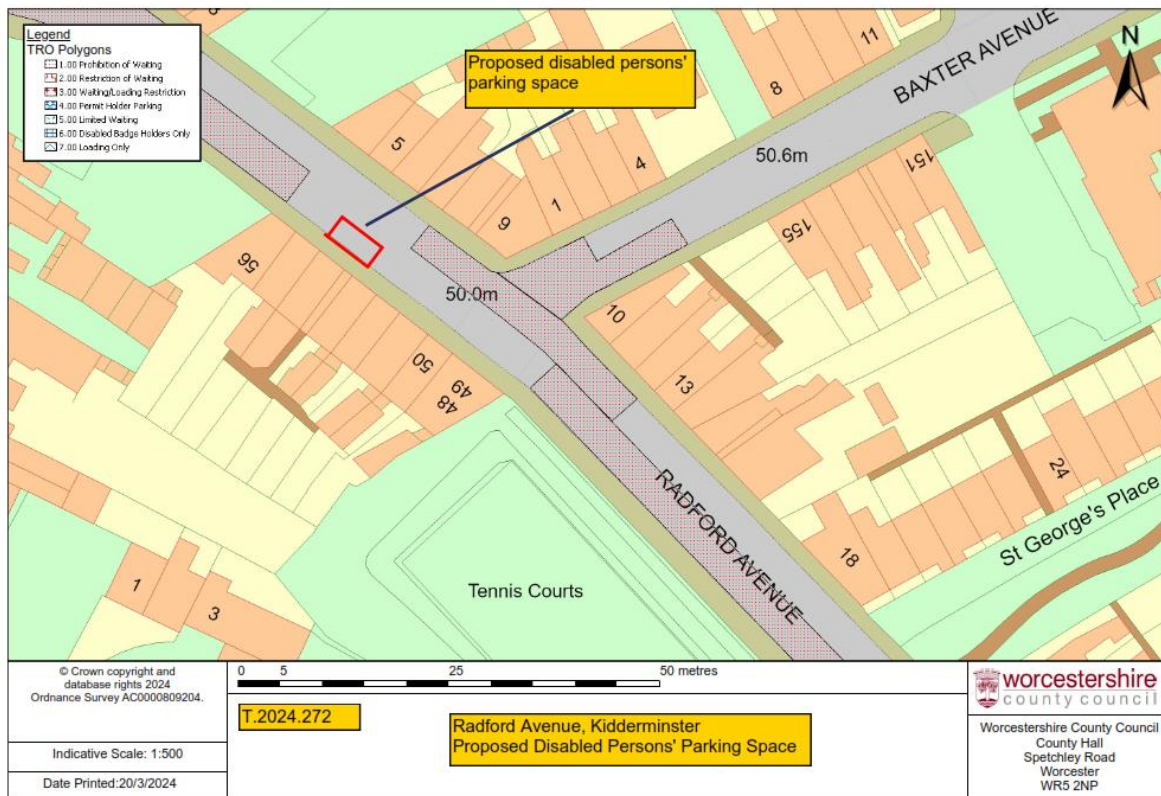 Legend
TRO Polygons
1.00 Prohibition of Waiting
2.00 Restriction of Waiting
3.00 Waiting/Loading Restriction
4.00 Permit Holder Parking
5.00 Limited Waiting
6.00 Disabled Badge Holders Only
7.00 Loading Only
Proposed disabled persons'
parking space
N
BAXTER AVENUE
11
8
5
4
1
9
50.6m
151
155
56
50.0m
10
50
49
48
13
24
RADFORD AVENUE
St George's Place
18
Tennis Courts
1
3
© Crown copyright and
database rights 2024
Ordnance Survey AC0000809204.
Indicative Scale: 1:500
Date Printed:20/3/2024
0 5 25 50 metres
T.2024.272
Radford Avenue, Kidderminster
Proposed Disabled Persons' Parking Space
worcestershire
county council
Worcestershire County Council
County Hall
Spetchley Road
Worcester
WR5 2NP